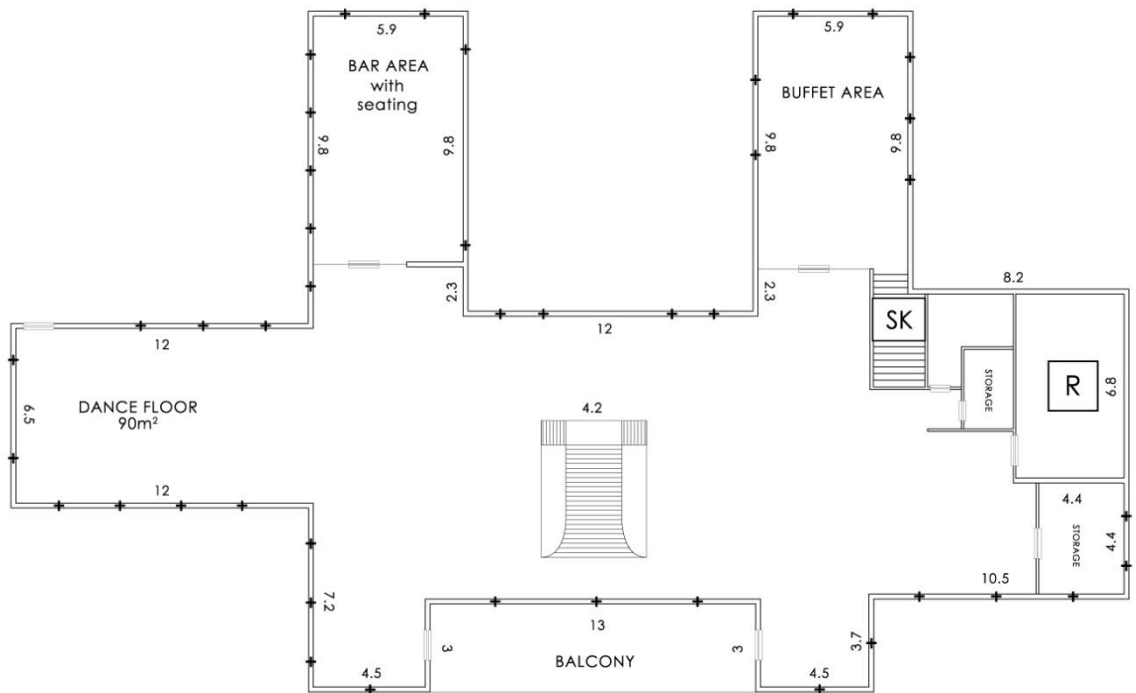 5.9
5.9
BAR AREA
with
seating
BUFFET AREA
9.8
9.8
9.8
9.8
8.2
2.3
2.3
12
12
SK
STORAGE
R
6.8
6.5
DANCE FLOOR
90m²
4.2
12
4.4
STORAGE
4.4
10.5
7.2
13
3
BALCONY
3
3.7
4.5
4.5